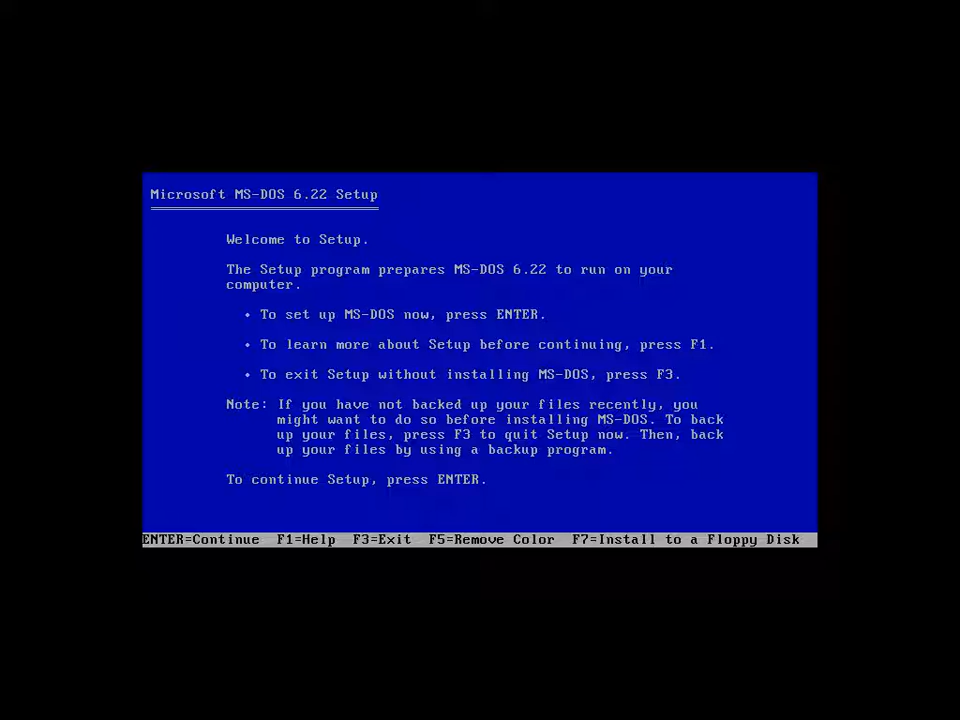 Microsoft MS-DOS 6.22 Setup
Welcome to Setup.
The Setup program prepares MS-DOS 6.22 to run on your
computer.
• To set up MS-DOS now, press ENTER.
• To learn more about Setup before continuing, press F1.
• To exit Setup without installing MS-DOS, press F3.
Note: If you have not backed up your files recently, you
might want to do so before installing MS-DOS. To back
up your files, press F3 to quit Setup now. Then, back
up your files by using a backup program.
To continue Setup, press ENTER.
ENTER=Continue F1=Help F3=Exit F5=Remove Color F7=Install to a Floppy Disk